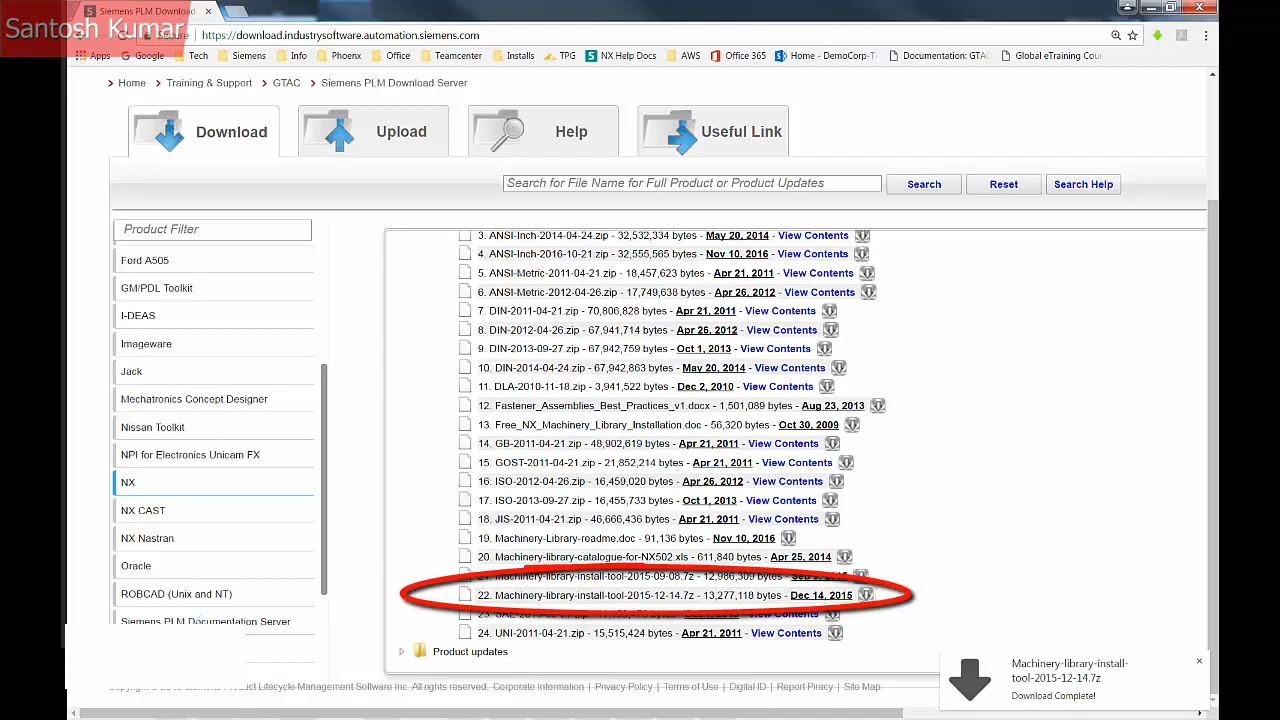 Siemens PLM Download
Santosh Kumar
Secure https://download.industrysoftware.automation.siemens.com
Apps Google Tech Siemens Info Phoenix Office Teamcenter Installs TPG NX Help Docs AWS Office 365 Home - DemoCorp-T Documentation: GTAC Global eTraining Cour
Home Training & Support GTAC Siemens PLM Download Server
Download Upload Help Useful Link
Search for File Name for Full Product or Product Updates Search Reset Search Help
Product Filter
Ford A505
GM/PDL Toolkit
I-DEAS
Imageware
Jack
Mechatronics Concept Designer
Nissan Toolkit
NPI for Electronics Unicam FX
NX
NX CAST
NX Nastran
Oracle
ROBCAD (Unix and NT)
Siemens PLM Documentation Server
3. ANSI-Inch-2014-04-24.zip - 32,532,334 bytes - May 20, 2014 - View Contents
4. ANSI-Inch-2016-10-21.zip - 32,555,565 bytes - Nov 10, 2016 - View Contents
5. ANSI-Metric-2011-04-21.zip - 18,457,623 bytes - Apr 21, 2011 - View Contents
6. ANSI-Metric-2012-04-26.zip - 17,749,638 bytes - Apr 26, 2012 - View Contents
7. DIN-2011-04-21.zip - 70,806,828 bytes - Apr 21, 2011 - View Contents
8. DIN-2012-04-26.zip - 67,941,714 bytes - Apr 26, 2012 - View Contents
9. DIN-2013-09-27.zip - 67,942,759 bytes - Oct 1, 2013 - View Contents
10. DIN-2014-04-24.zip - 67,942,863 bytes - May 20, 2014 - View Contents
11. DLA-2010-11-18.zip - 3,941,522 bytes - Dec 2, 2010 - View Contents
12. Fastener_Assemblies_Best_Practices_v1.docx - 1,501,089 bytes - Aug 23, 2013
13. Free_NX_Machinery_Library_Installation.doc - 56,320 bytes - Oct 30, 2009
14. GB-2011-04-21.zip - 48,902,619 bytes - Apr 21, 2011 - View Contents
15. GOST-2011-04-21.zip - 21,852,214 bytes - Apr 21, 2011 - View Contents
16. ISO-2012-04-26.zip - 16,459,020 bytes - Apr 26, 2012 - View Contents
17. ISO-2013-09-27.zip - 16,455,733 bytes - Oct 1, 2013 - View Contents
18. JIS-2011-04-21.zip - 46,666,436 bytes - Apr 21, 2011 - View Contents
19. Machinery-Library-readme.doc - 91,136 bytes - Nov 10, 2016
20. Machinery-library-catalogue-for-NX502.xls - 611,840 bytes - Apr 25, 2014
21. Machinery-library-install-tool-2015-09-08.7z - 12,986,309 bytes
22. Machinery-library-install-tool-2015-12-14.7z - 13,277,118 bytes - Dec 14, 2015
23.
24. UNI-2011-04-21.zip - 15,515,424 bytes - Apr 21, 2011 - View Contents
Product updates
Product Lifecycle Management Software Inc. All rights reserved. Corporate Information | Privacy Policy | Terms of Use | Digital ID | Report Piracy | Site Map
Machinery-library-install-
tool-2015-12-14.7z
Download Complete!